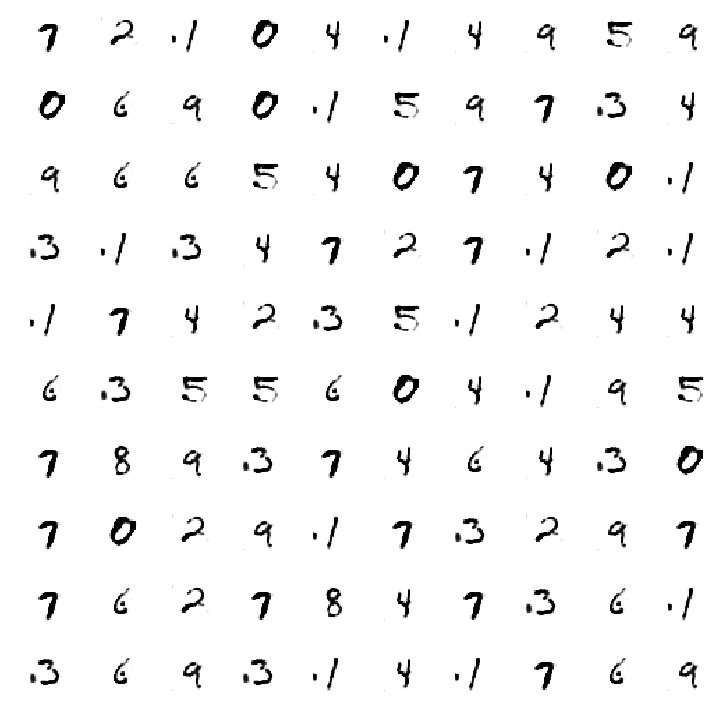 7 2 .1 0 4 .1 4 9 5 9
0 6 9 0 .1 5 9 7 .3 4
9 6 6 5 4 0 7 4 0 .1
.3 .1 .3 4 7 2 7 .1 2 .1
.1 7 4 2 .3 5 .1 2 4 4
6 .3 5 5 6 0 4 .1 9 5
7 8 9 .3 7 4 6 4 .3 0
7 0 2 9 .1 7 .3 2 9 7
7 6 2 7 8 4 7 .3 6 .1
.3 6 9 .3 .1 4 .1 7 6 9